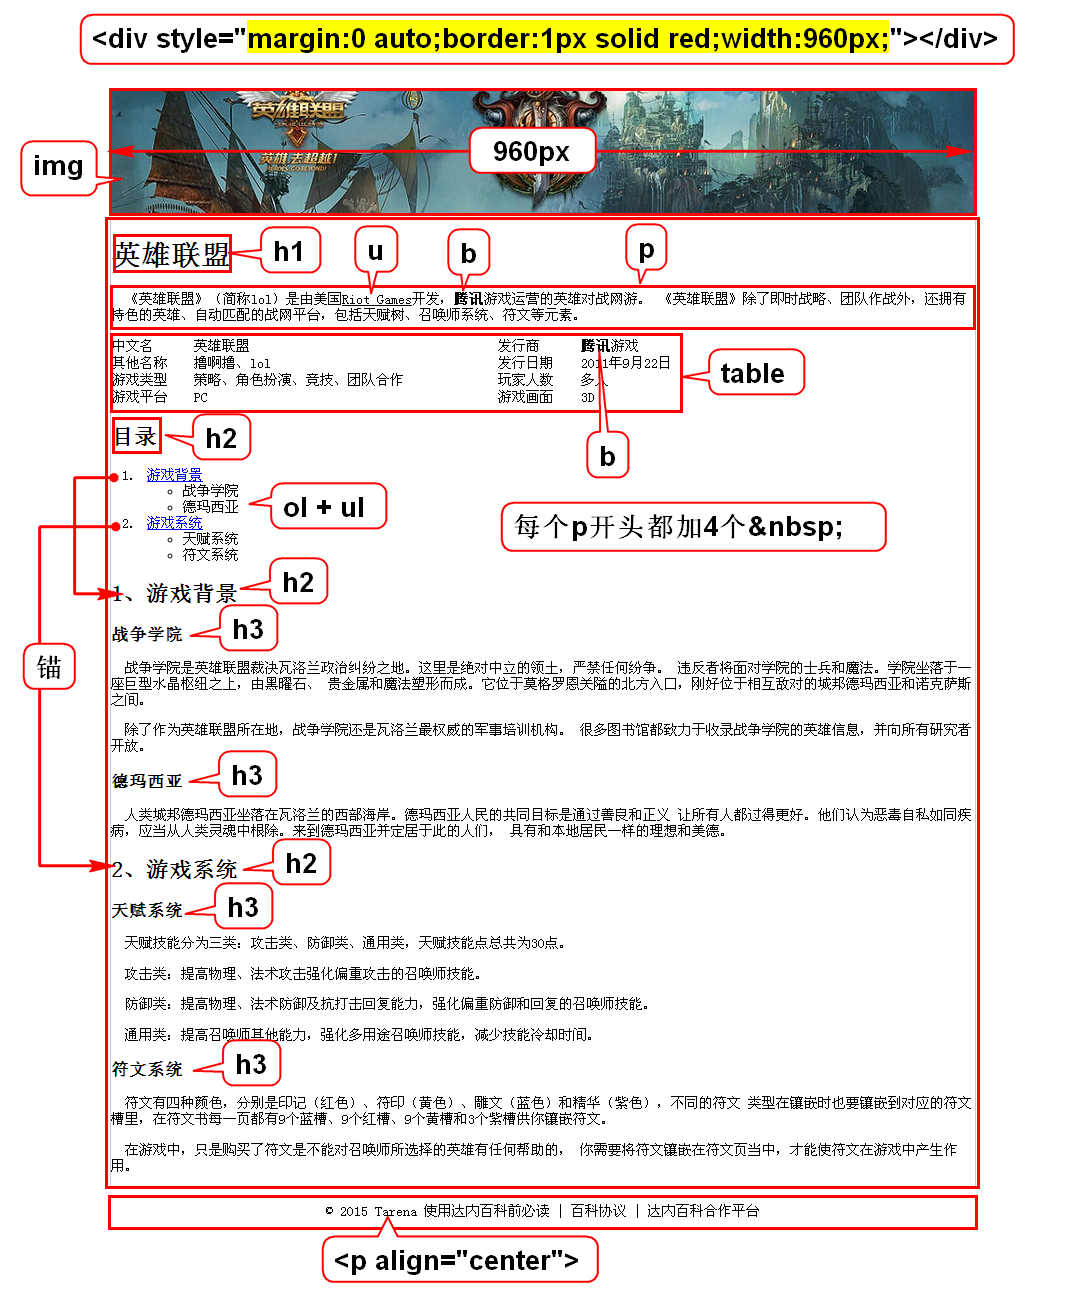 <div style="margin:0 auto;border:1px solid red;width:960px;"></div>
英雄联盟
英雄,去超越!
960px
img
英雄联盟
h1
u
b
p
《英雄联盟》（简称lol）是由美国Riot Games开发，腾讯游戏运营的英雄对战网游。 《英雄联盟》除了即时战略、团队作战外，还拥有
特色的英雄、自动匹配的战网平台，包括天赋树、召唤师系统、符文等元素。
中文名 英雄联盟 发行商 腾讯游戏
其他名称 撸啊撸、lol 发行日期 2011年9月22日
游戏类型 策略、角色扮演、竞技、团队合作 玩家人数 多人
游戏平台 PC 游戏画面 3D
table
b
目录
h2
1. 游戏背景
战争学院
德玛西亚
2. 游戏系统
天赋系统
符文系统
ol + ul
每个p开头都加4个&nbsp;
锚
1、游戏背景
h2
战争学院
h3
战争学院是英雄联盟裁决瓦洛兰政治纠纷之地。这里是绝对中立的领土，严禁任何纷争。 违反者将面对学院的士兵和魔法。学院坐落于一
座巨型水晶枢纽之上，由黑曜石、 贵金属和魔法塑形而成。它位于莫格罗恩关隘的北方入口，刚好位于相互敌对的城邦德玛西亚和诺克萨斯
之间。
除了作为英雄联盟所在地，战争学院还是瓦洛兰最权威的军事培训机构。 很多图书馆都致力于收录战争学院的英雄信息，并向所有研究者
开放。
德玛西亚
h3
人类城邦德玛西亚坐落在瓦洛兰的西部海岸。德玛西亚人民的共同目标是通过善良和正义 让所有人都过得更好。他们认为恶毒自私如同疾
病，应当从人类灵魂中根除。来到德玛西亚并定居于此的人们， 具有和本地居民一样的理想和美德。
2、游戏系统
h2
天赋系统
h3
天赋技能分为三类：攻击类、防御类、通用类，天赋技能点总共为30点。
攻击类：提高物理、法术攻击强化偏重攻击的召唤师技能。
防御类：提高物理、法术防御及抗打击回复能力，强化偏重防御和回复的召唤师技能。
通用类：提高召唤师其他能力，强化多用途召唤师技能，减少技能冷却时间。
符文系统
h3
符文有四种颜色，分别是印记（红色）、符印（黄色）、雕文（蓝色）和精华（紫色），不同的符文 类型在镶嵌时也要镶嵌到对应的符文
槽里，在符文书每一页都有9个蓝槽、9个红槽、9个黄槽和3个紫槽供你镶嵌符文。
在游戏中，只是购买了符文是不能对召唤师所选择的英雄有任何帮助的， 你需要将符文镶嵌在符文页当中，才能使符文在游戏中产生作
用。
© 2015 Tarena 使用达内百科前必读 | 百科协议 | 达内百科合作平台
<p align="center">